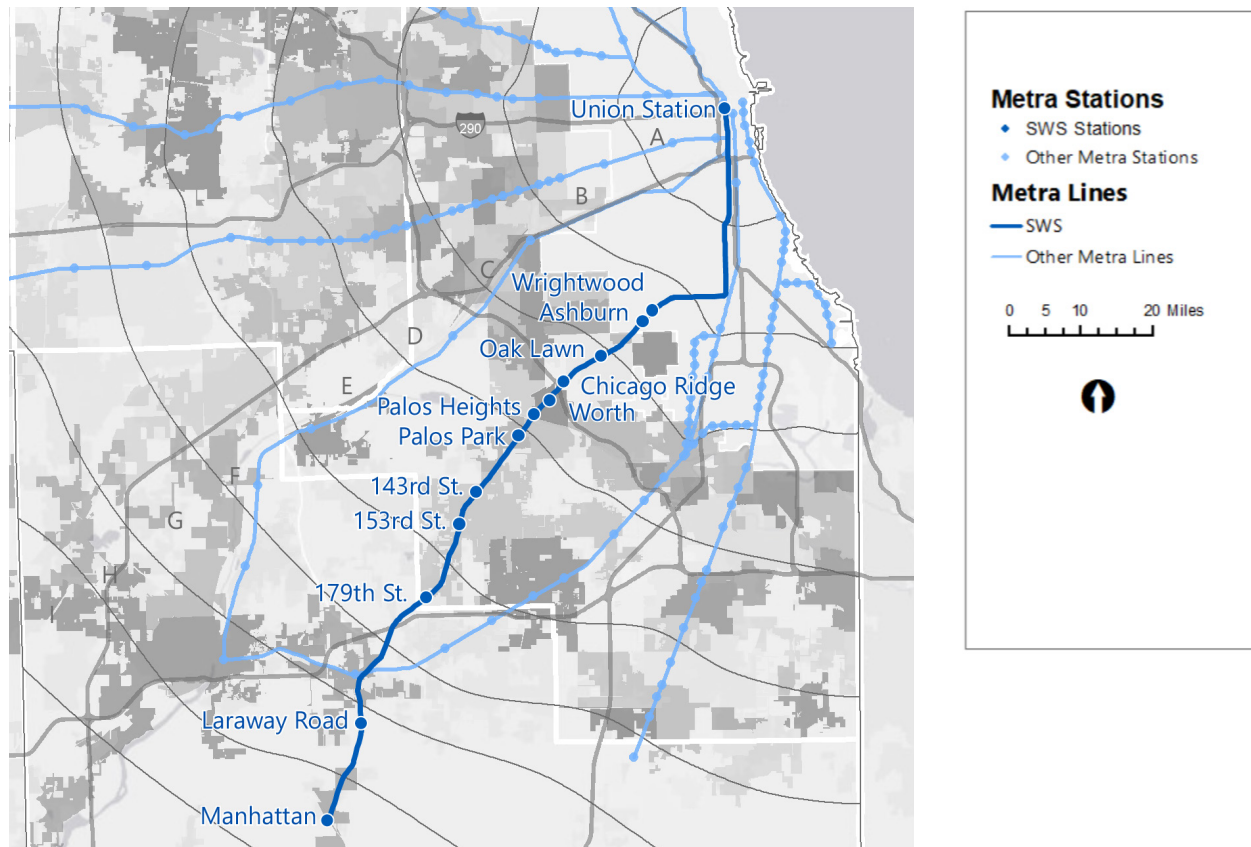 Union Station
290
A
B
C
Wrightwood
Ashburn
D
Oak Lawn
E
Chicago Ridge
Palos Heights
Worth
Palos Park
F
143rd St.
G
153rd St.
H
179th St.
I
Laraway Road
Manhattan
Metra Stations
SWS Stations
Other Metra Stations
Metra Lines
SWS
Other Metra Lines
0 5 10 20 Miles